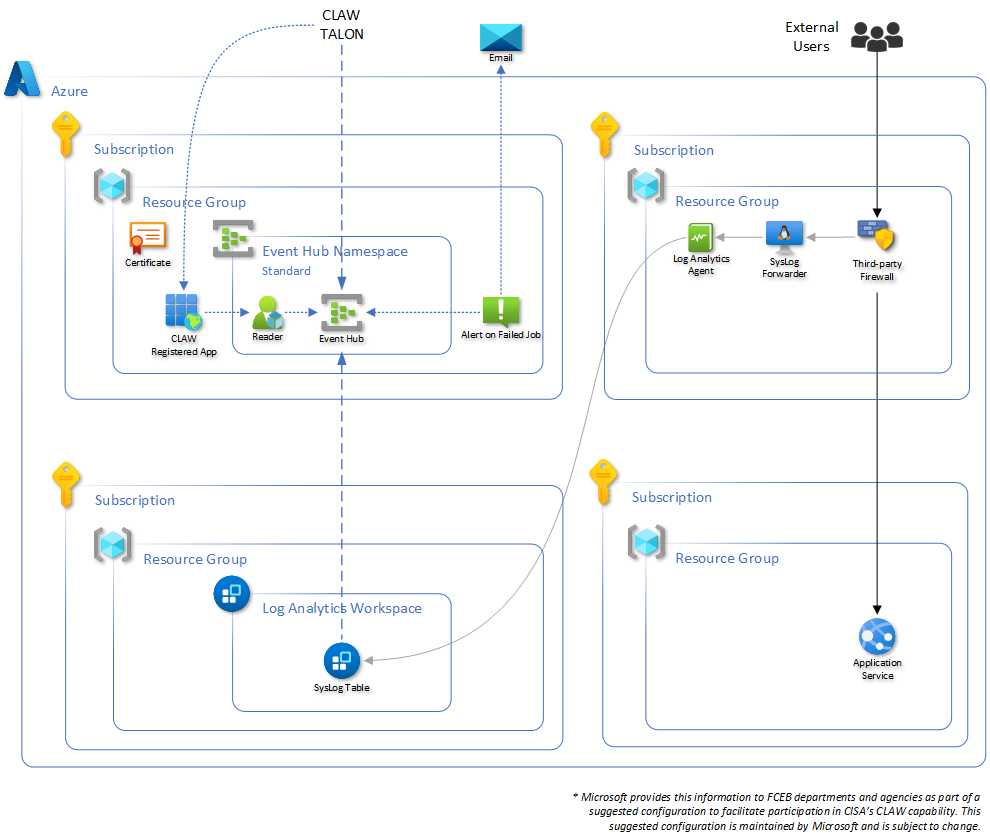 CLAW
TALON
External
Users
Email
Azure
Subscription
Resource Group
Certificate
Event Hub Namespace
Standard
CLAW
Registered App
Reader
Event Hub
Alert on Failed Job
Subscription
Resource Group
Log Analytics
Agent
SysLog
Forwarder
Third-party
Firewall
Subscription
Resource Group
Log Analytics Workspace
SysLog Table
Subscription
Resource Group
Application
Service
* Microsoft provides this information to FCEB departments and agencies as part of a
suggested configuration to facilitate participation in CISA's CLAW capability. This
suggested configuration is maintained by Microsoft and is subject to change.